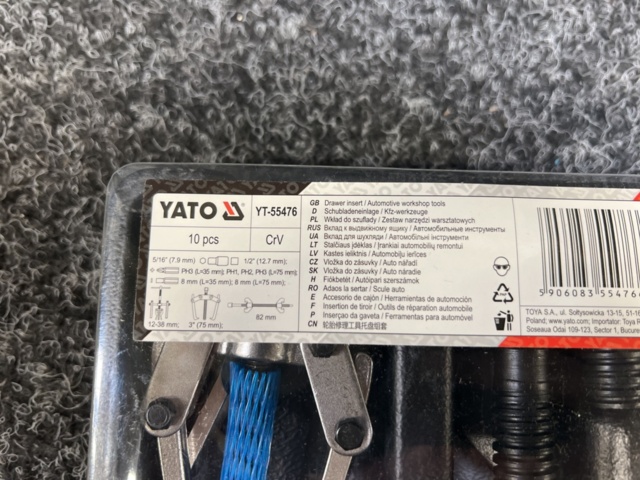 YATO YT-55476
10 pcs CrV
5/16" (7.9 mm) 1/2" (12.7 mm);
PH3 (L=35 mm); PH1, PH2, PH3 (L=75 mm);
8 mm (L=35 mm); 8 mm (L=75 mm);
82 mm
12-38 mm; 3" (75 mm);
GB Drawer insert / Automotive workshop tools
D Schubladeneinlage / Kfz-werkzeuge
PL Wkład do szuflady / Zestaw narzędzi warsztatowych
RUS Вклад к выдвижному ящику / Автомобильные инструменты
UA Вклад для шухляди / Автомобільні інструменти
LT Stalčiaus įdėklas / Įrankiai automobilių remontui
LV Kastes ieliktnis / Automobiļu ierīces
CZ Vložka do zásuvky / Auto nářadí
SK Vložka do zásuvky / Auto náradie
H Fiókbetét / Autóipari szerszámok
RO Adaos la sertar / Scule auto
E Accesorio de cajón / Herramientas de automoción
F Insertion de tiroir / Outils de réparation automobile
P Inserçao de gaveta / Ferramentas para automóvel
CN 轮胎修理工具托盘组套
5 906083 55476
TOYA S.A., ul. Sołtysowicka 13-15, 51-16
Poland; www.yato.com; Importator: Toya R
Soseaua Odai 109-123, Sector 1, Bucure